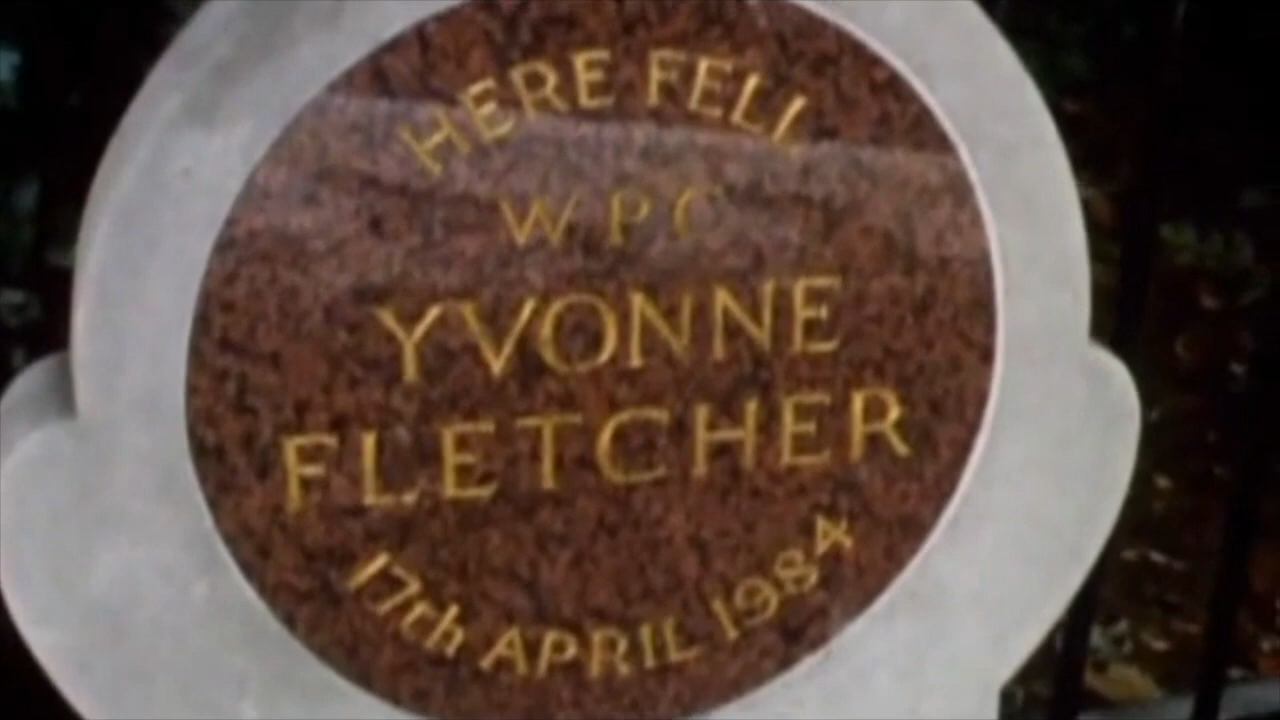 HERE FELL
WPC
YVONNE
FLETCHER
17th APRIL 1984